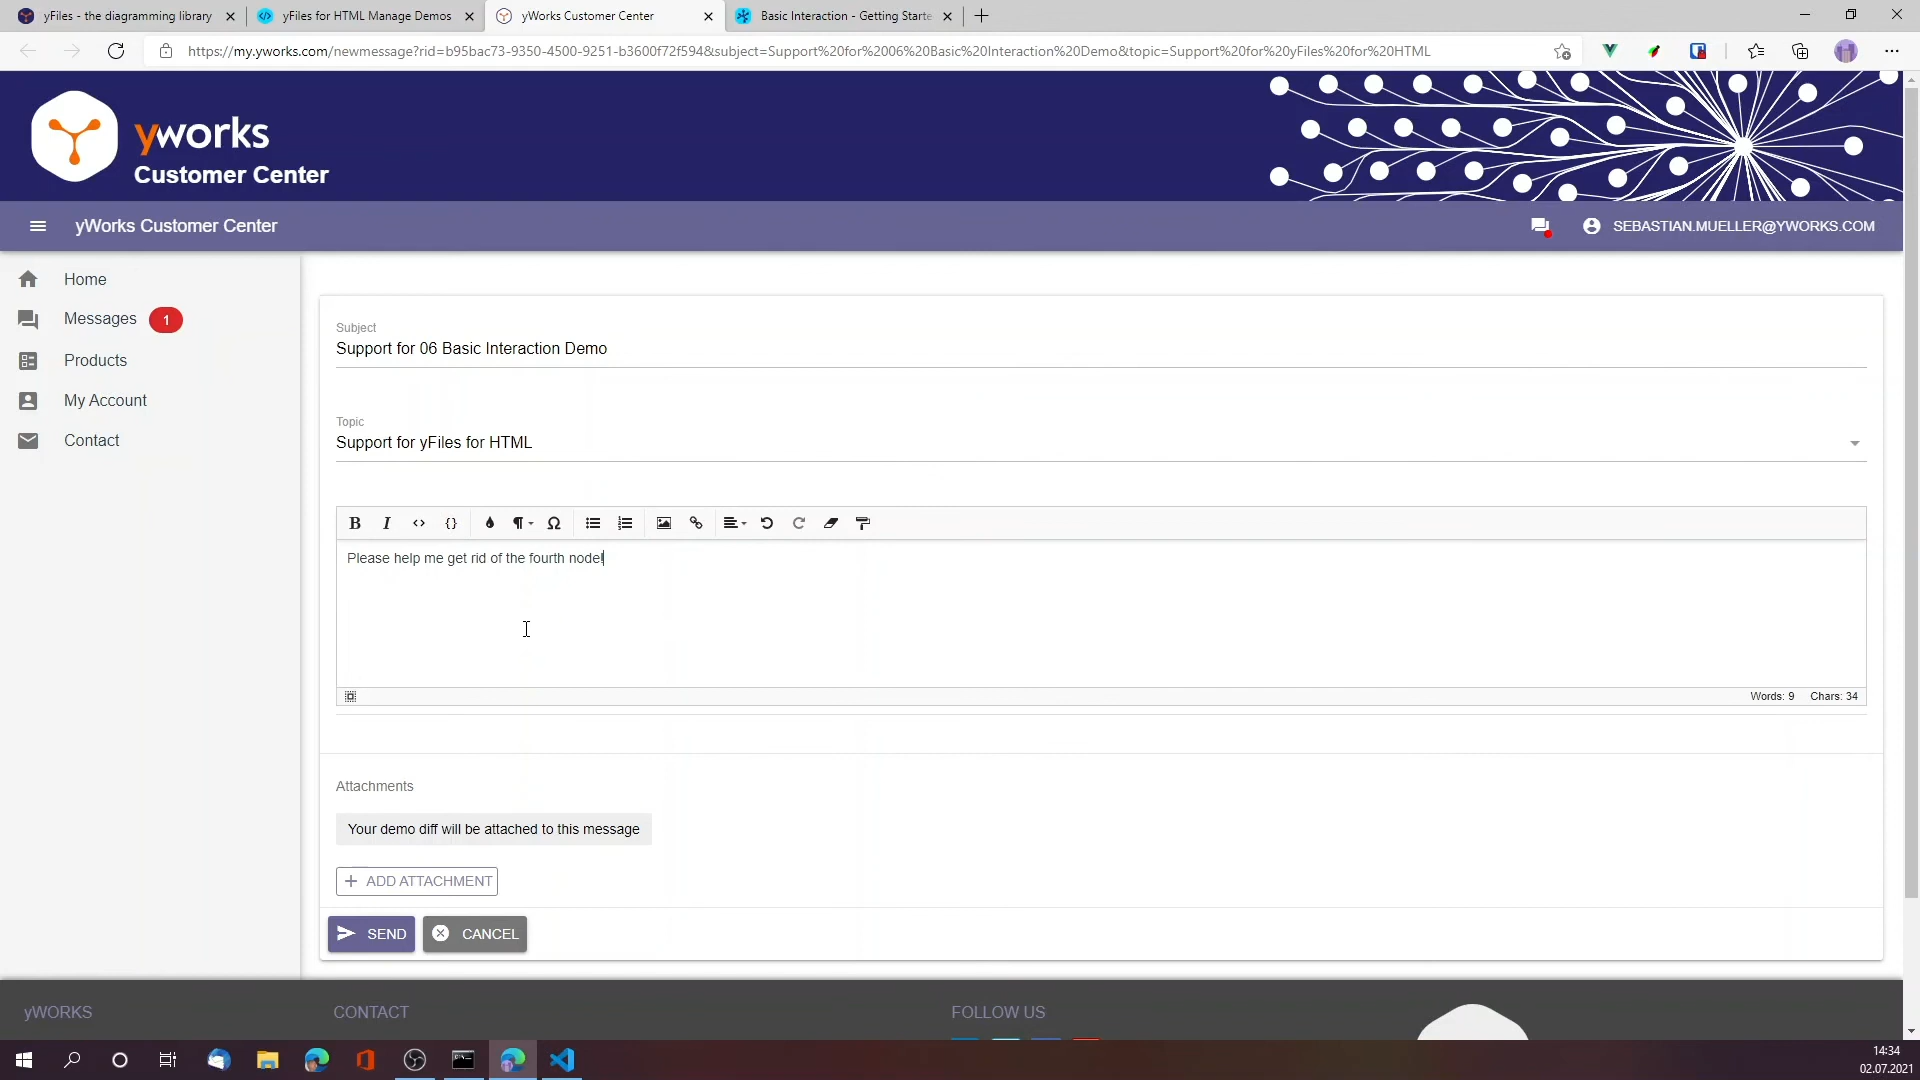 yFiles - the diagramming library
yFiles for HTML Manage Demos
yWorks Customer Center
Basic Interaction - Getting Starte
https://my.yworks.com/newmessage?rid=b95bac73-9350-4500-9251-b3600f72f594&subject=Support%20for%2006%20Basic%20Interaction%20Demo&topic=Support%20for%20yFiles%20for%20HTML
yworks
Customer Center
yWorks Customer Center
SEBASTIAN.MUELLER@YWORKS.COM
Home
Messages 1
Products
My Account
Contact
Subject
Support for 06 Basic Interaction Demo
Topic
Support for yFiles for HTML
Please help me get rid of the fourth node!
Words: 9 Chars: 34
Attachments
Your demo diff will be attached to this message
ADD ATTACHMENT
SEND CANCEL
yWORKS CONTACT FOLLOW US
14:34
02.07.2021